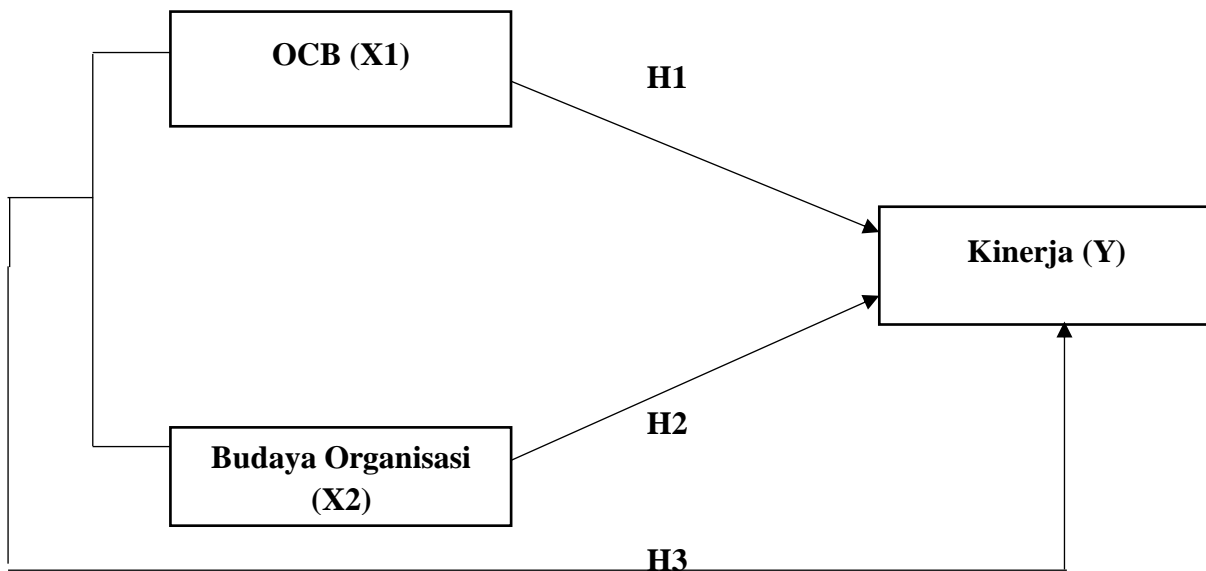 OCB (X1)
H1
Kinerja (Y)
H2
Budaya Organisasi
(X2)
H3